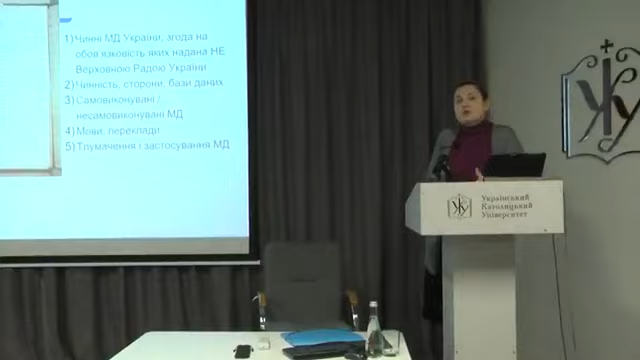 1) Чинні МД України, згода на
обов'язковість яких надана НЕ
Верховною Радою України
2) Чинність, сторони, бази даних
3) Самовиконувані /
несамовиконувані МД
4) Мови, переклади
5) Тлумачення і застосування МД
Український
Католицький
Університет